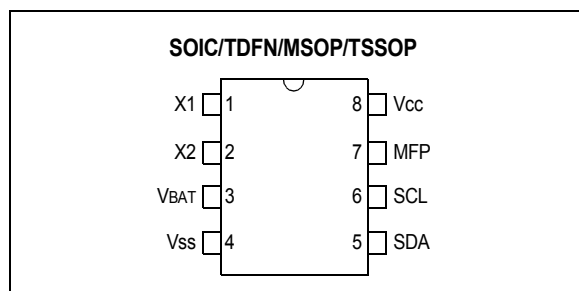 SOIC/TDFN/MSOP/TSSOP
X1 1 8 Vcc
X2 2 7 MFP
VBAT 3 6 SCL
Vss 4 5 SDA